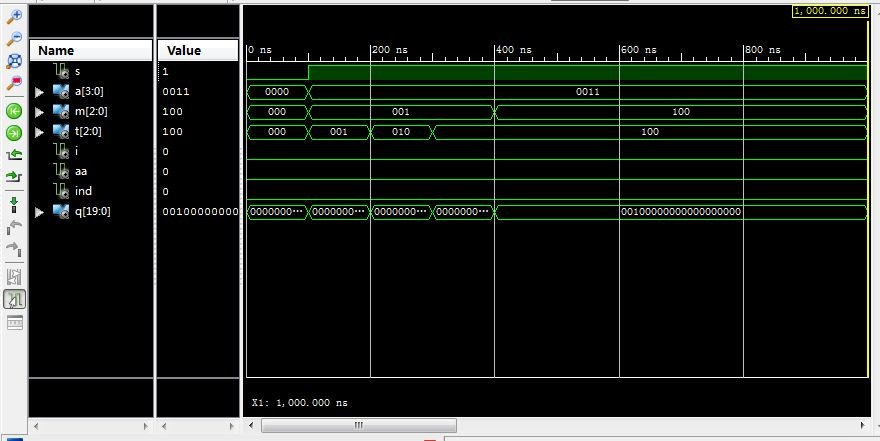 1,000.000 ns
Name Value
0 ns 200 ns 400 ns 600 ns 800 ns
s 1
a[3:0] 0011 0000 0011
m[2:0] 100 000 001 100
t[2:0] 100 000 001 010 100
i 0
aa 0
ind 0
q[19:0] 00100000000 0000000··· 0000000··· 0000000··· 0000000··· 00100000000000000000
X1: 1,000.000 ns